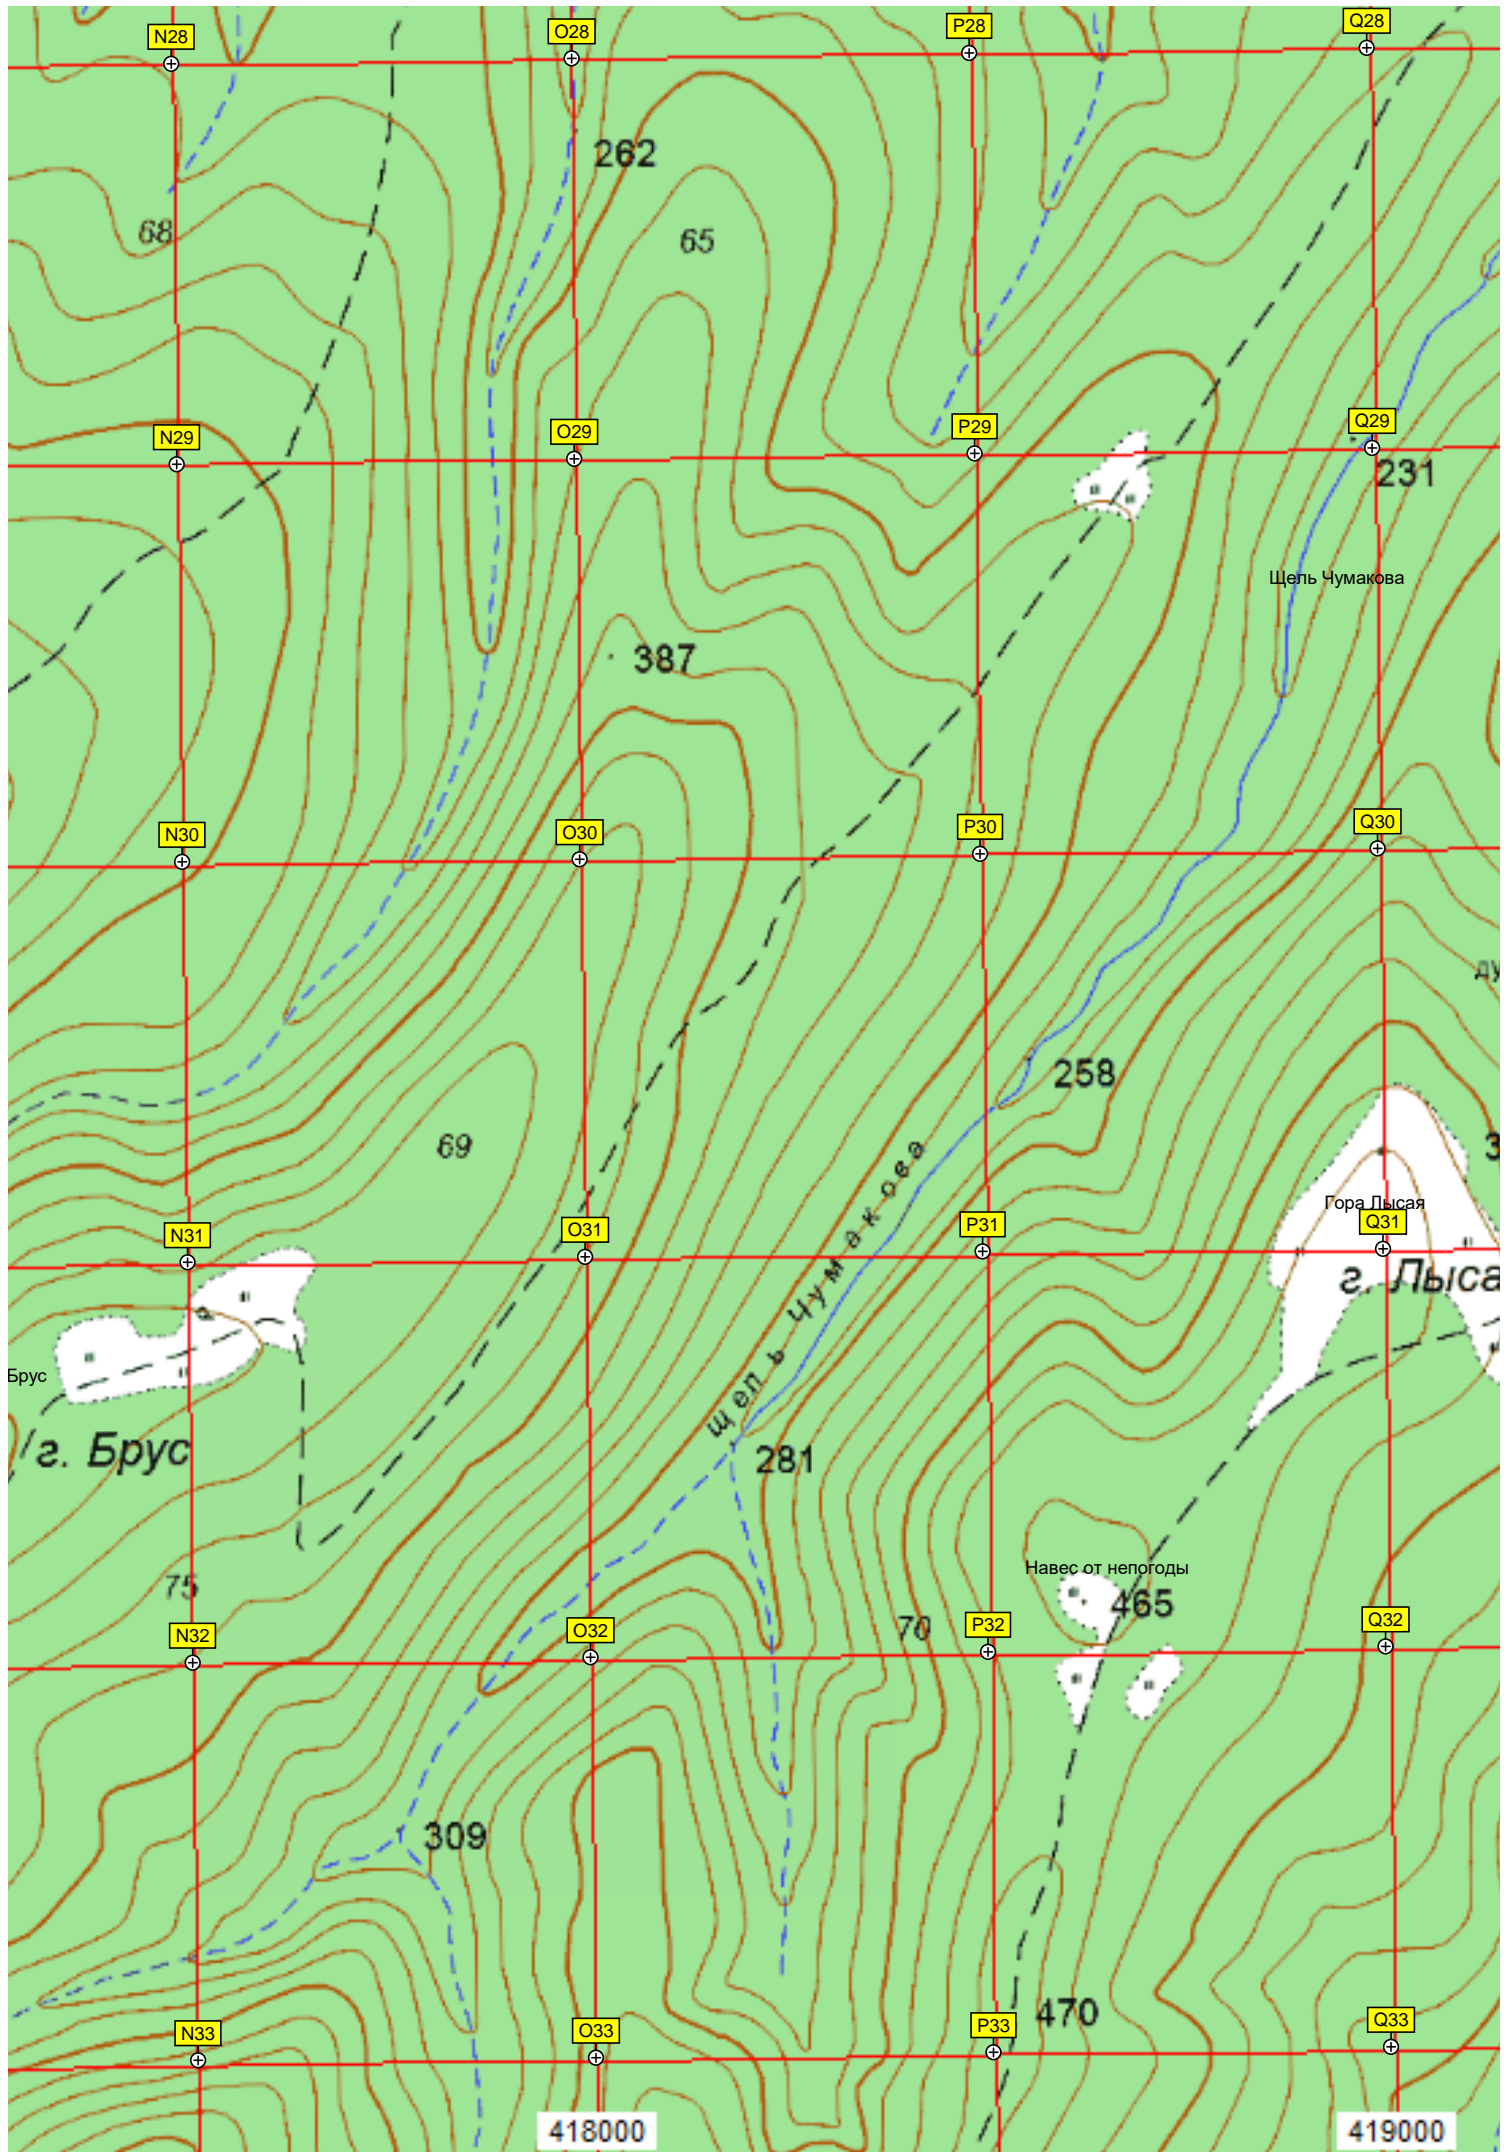 N28
O28
P28
Q28
262
68
65
N29
O29
P29
Q29
231
Щель Чумакова
387
N30
O30
P30
Q30
ду
258
69
щель Чумакова
3
Гора Лысая
N31
O31
P31
Q31
г. Лыса
Брус
г. Брус
281
Навес от непогоды
75
465
70
N32
O32
P32
Q32
309
470
N33
O33
P33
Q33
418000
419000